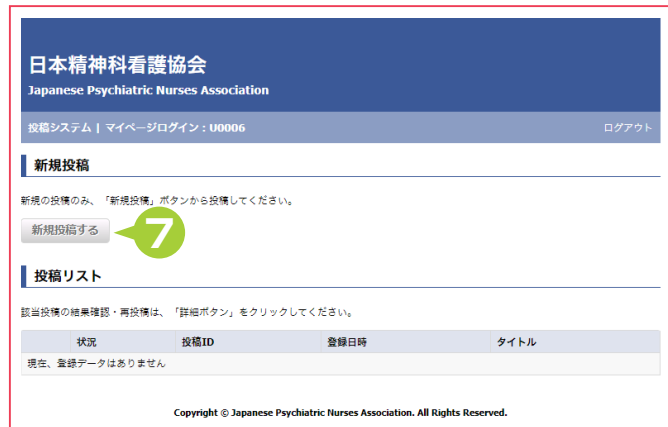 日本精神科看護協会
Japanese Psychiatric Nurses Association
投稿システム | マイページログイン：U0006 ログアウト
新規投稿
新規の投稿のみ、「新規投稿」ボタンから投稿してください。
新規投稿する 7
投稿リスト
該当投稿の結果確認・再投稿は、「詳細ボタン」をクリックしてください。
状況 投稿ID 登録日時 タイトル
現在、登録データはありません
Copyright © Japanese Psychiatric Nurses Association. All Rights Reserved.